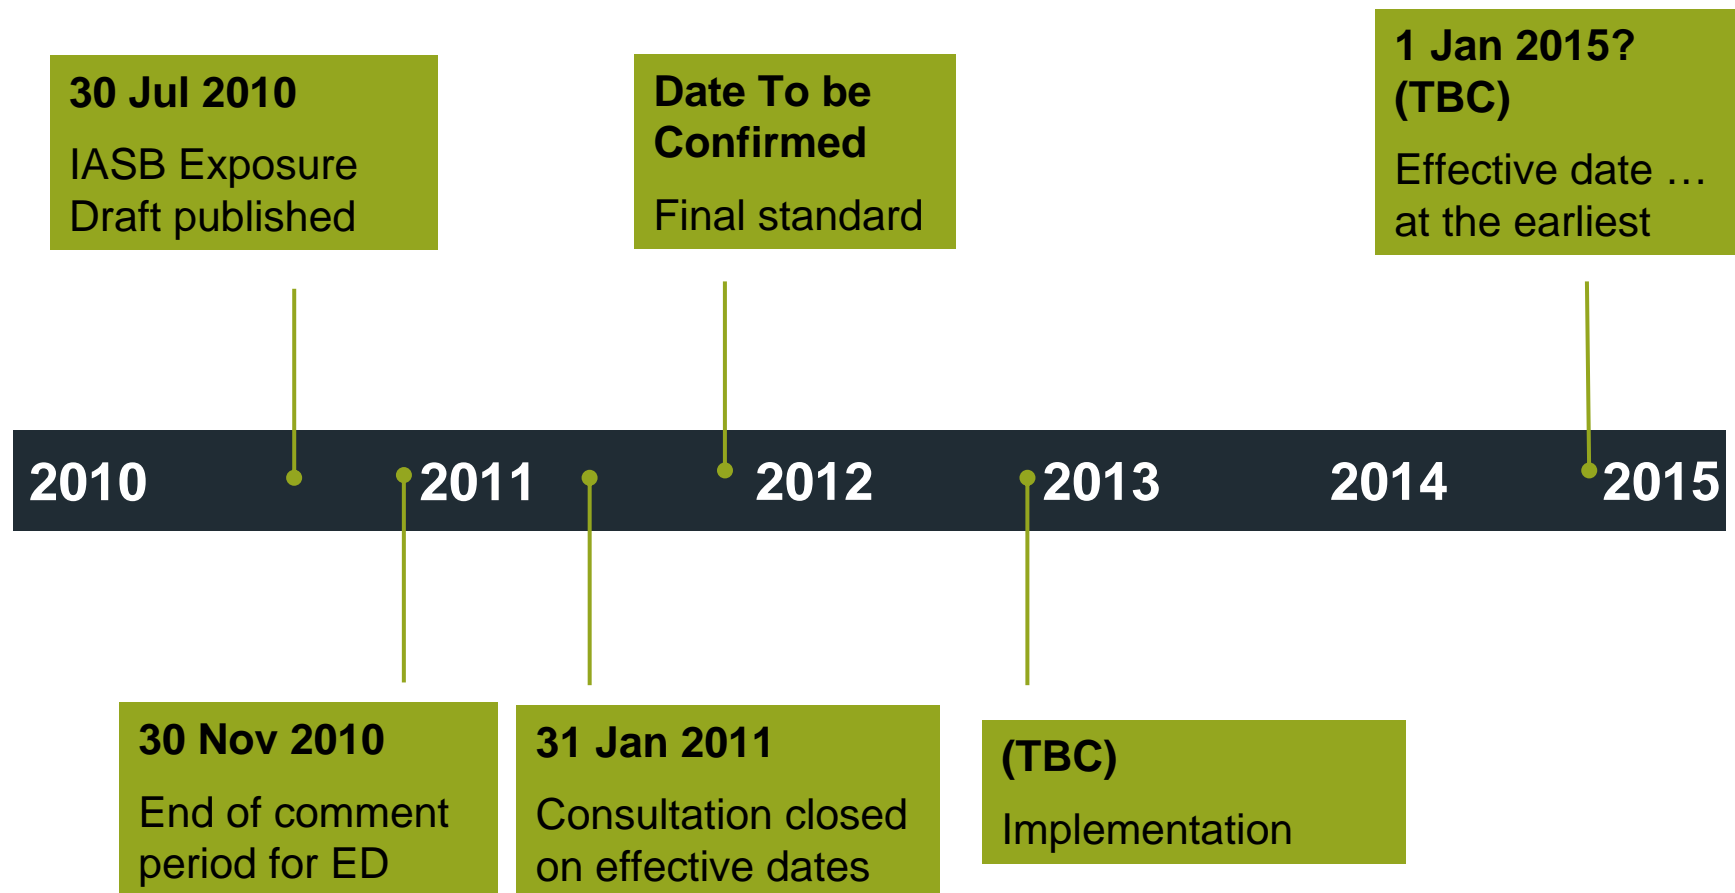 30 Jul 2010
IASB Exposure
Draft published
Date To be
Confirmed
Final standard
1 Jan 2015?
(TBC)
Effective date …
at the earliest
2010
2011
2012
2013
2014
2015
30 Nov 2010
End of comment
period for ED
31 Jan 2011
Consultation closed
on effective dates
(TBC)
Implementation